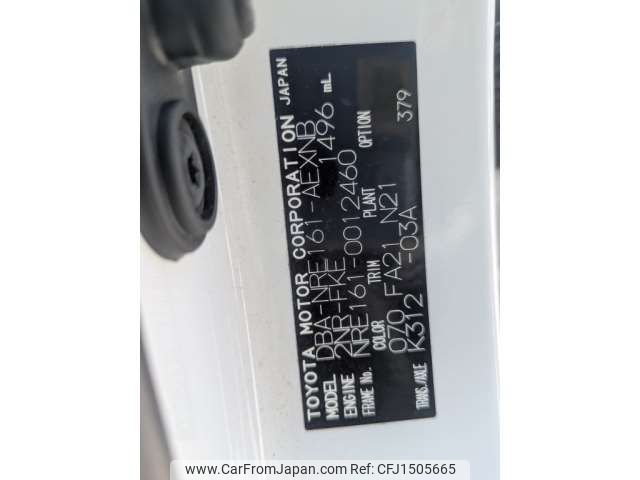 TOYOTA MOTOR CORPORATION JAPAN
MODEL DBA-NRE161-AEXNB
ENGINE 2NR-FKE 1496 mL
FRAME No. NRE161-0012460
COLOR TRIM PLANT OPTION
070 FA21 N21 379
TRANS./AXLE K312 -03A
www.CarFromJapan.com
© CarFromJapan - CFJ1505665